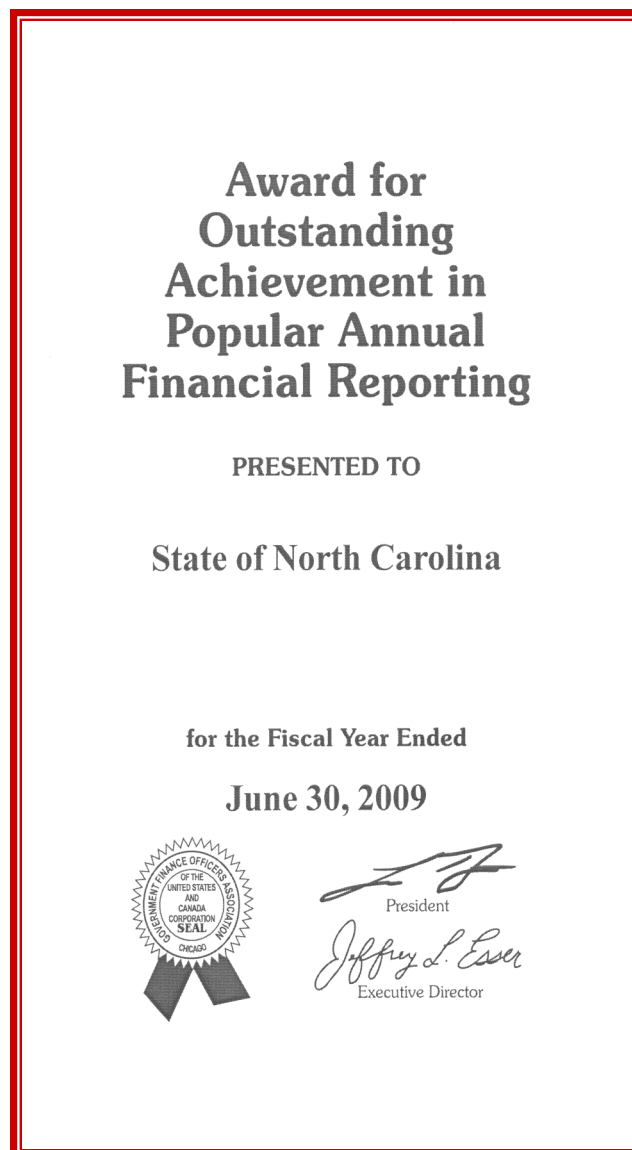 Award for
Outstanding
Achievement in
Popular Annual
Financial Reporting
PRESENTED TO
State of North Carolina
for the Fiscal Year Ended
June 30, 2009
GOVERNMENT FINANCE OFFICERS ASSOCIATION
OF THE
UNITED STATES
AND
CANADA
CORPORATION
SEAL
CHICAGO
President
Jeffrey L. Esser
Executive Director